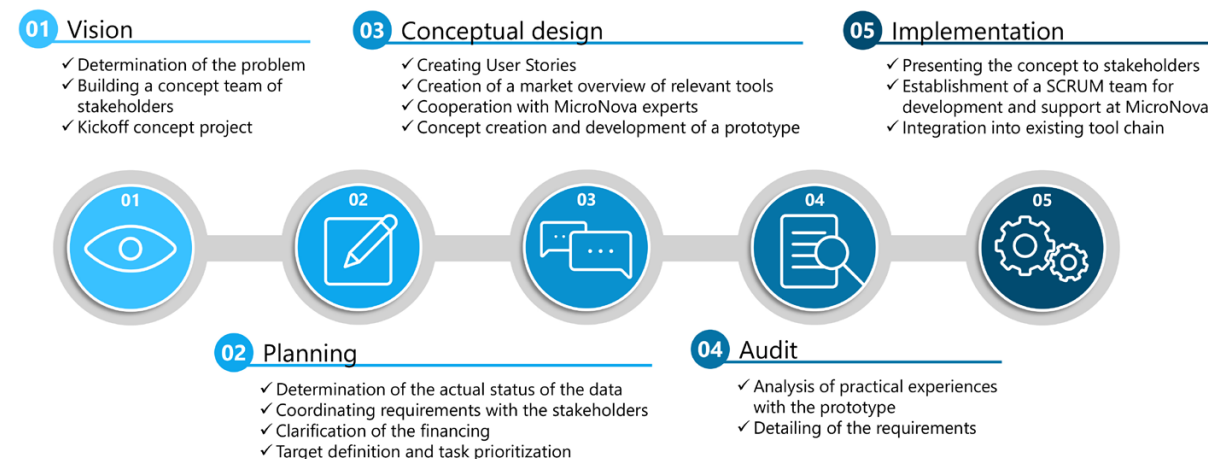 01 Vision
✓ Determination of the problem
✓ Building a concept team of
stakeholders
✓ Kickoff concept project
03 Conceptual design
✓ Creating User Stories
✓ Creation of a market overview of relevant tools
✓ Cooperation with MicroNova experts
✓ Concept creation and development of a prototype
05 Implementation
✓ Presenting the concept to stakeholders
✓ Establishment of a SCRUM team for
development and support at MicroNova
✓ Integration into existing tool chain
01
02
03
04
05
02 Planning
✓ Determination of the actual status of the data
✓ Coordinating requirements with the stakeholders
✓ Clarification of the financing
✓ Target definition and task prioritization
04 Audit
✓ Analysis of practical experiences
with the prototype
✓ Detailing of the requirements